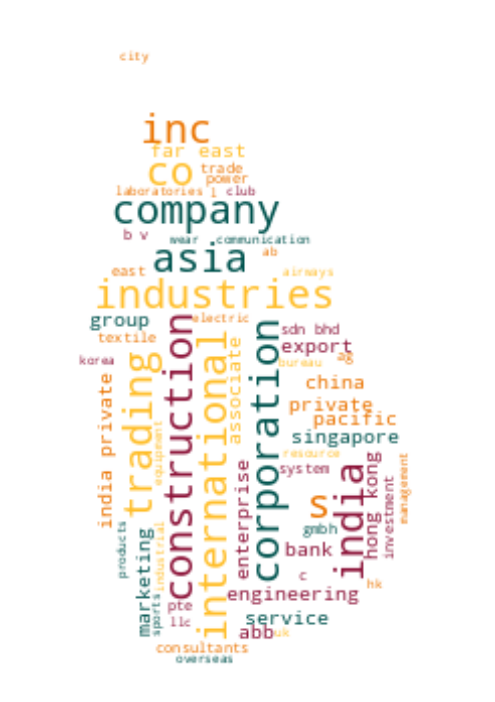 city
inc
far east
co
trade
power
laboratories
l
club
company
b v
wear
communication
asia
ab
east
airways
industries
group
electric
textile
sdn bhd
export
korea
ag
bureau
trading
construction
international
associate
corporation
china
private
pacific
singapore
india private
equipment
resource
system
enterprise
s
india
hong kong
management
investment
gmbh
products
marketing
industrial
bank
c
hk
engineering
sports
pte
llc
service
abb
uk
consultants
overseas